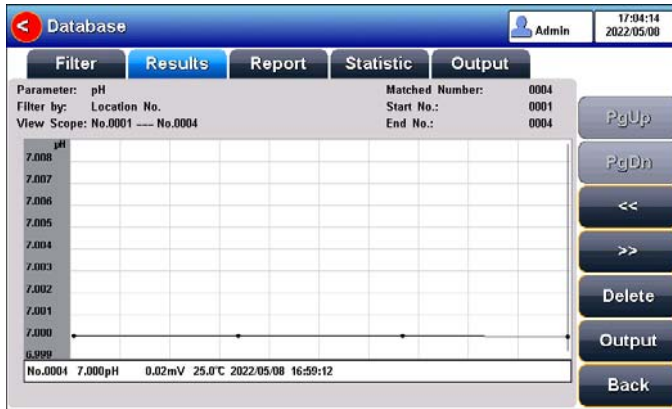 < Database
Admin
17:04:14
2022/05/08
Filter Results Report Statistic Output
Parameter: pH Matched Number: 0004
Filter by: Location No. Start No.: 0001
View Scope: No.0001 --- No.0004 End No.: 0004
PgUp
PgDn
<<
>>
Delete
Output
Back
pH
7.008
7.007
7.006
7.005
7.004
7.003
7.002
7.001
7.000
6.999
No.0004 7.000pH 0.02mV 25.0℃ 2022/05/08 16:59:12